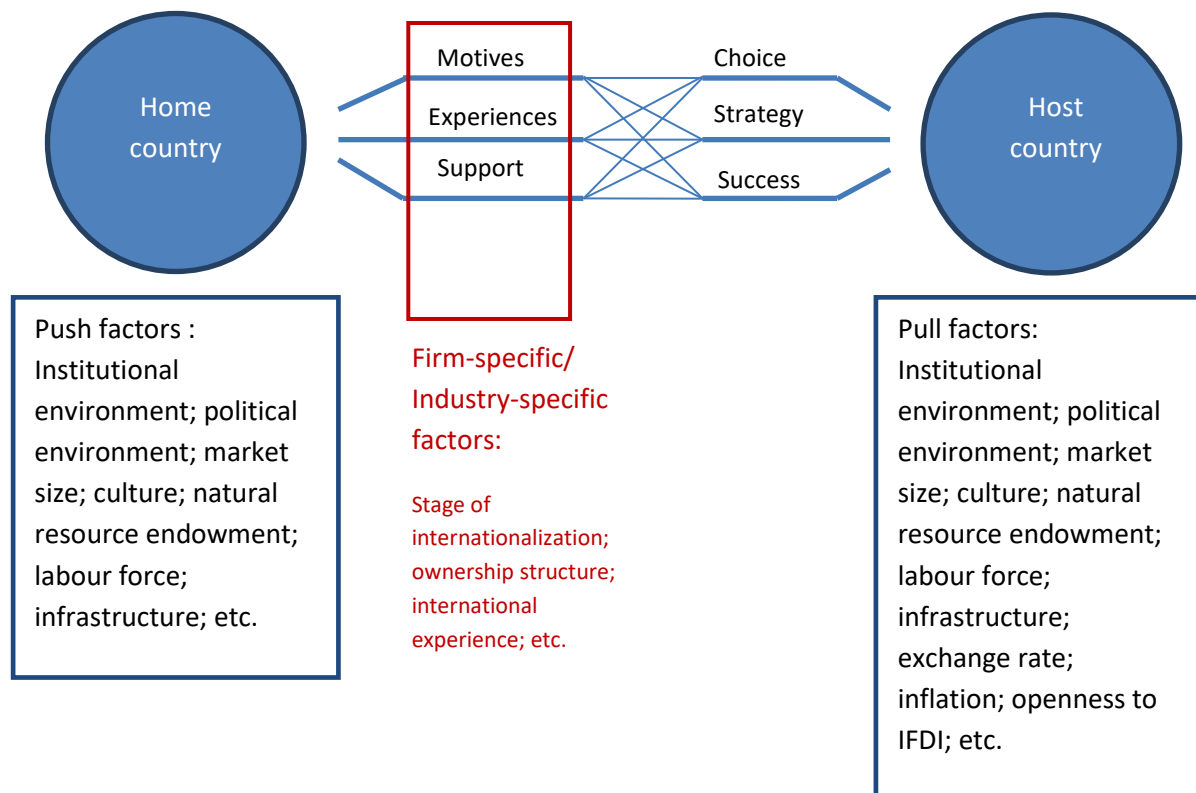 Home
country
Motives
Experiences
Support
Choice
Strategy
Success
Host
country
Push factors :
Institutional
environment; political
environment; market
size; culture; natural
resource endowment;
labour force;
infrastructure; etc.
Firm-specific/
Industry-specific
factors:
Stage of
internationalization;
ownership structure;
international
experience; etc.
Pull factors:
Institutional
environment; political
environment; market
size; culture; natural
resource endowment;
labour force;
infrastructure;
exchange rate;
inflation; openness to
IFDI; etc.